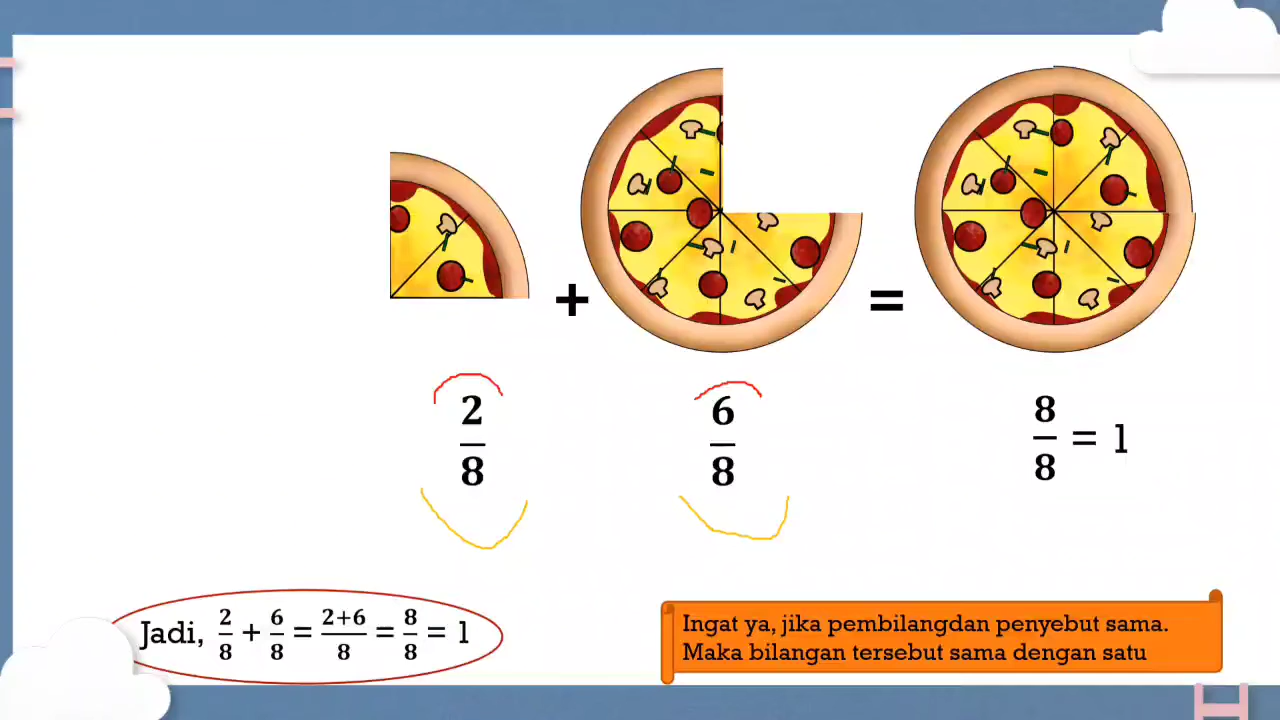 + =
2/8 6/8 8/8 = 1
Jadi, 2/8 + 6/8 = 2+6/8 = 8/8 = 1
Ingat ya, jika pembilangdan penyebut sama.
Maka bilangan tersebut sama dengan satu